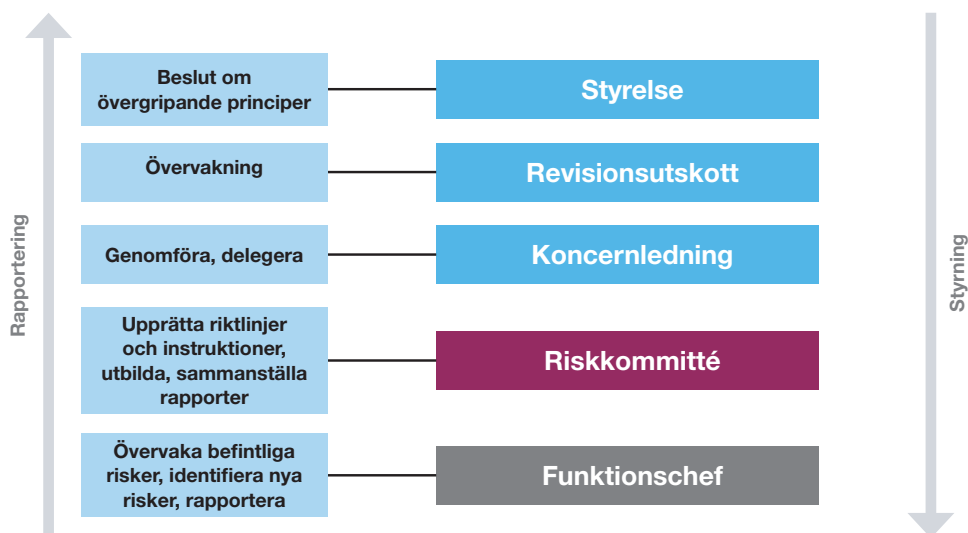 Rapportering
Beslut om
övergripande principer
Styrelse
Övervakning
Revisionsutskott
Genomföra, delegera
Koncernledning
Upprätta riktlinjer
och instruktioner,
utbilda, sammanställa
rapporter
Riskkommitté
Övervaka befintliga
risker, identifiera nya
risker, rapportera
Funktionschef
Styrning